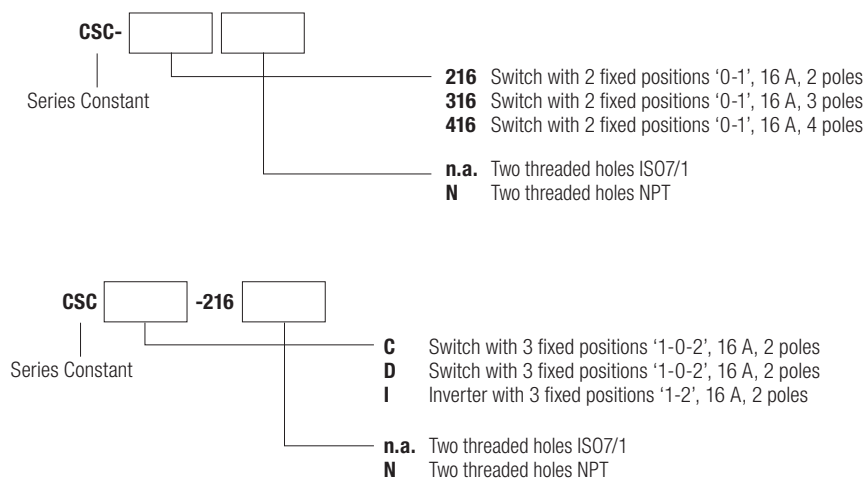 CSC-
Series Constant
216 Switch with 2 fixed positions ‘0-1’, 16 A, 2 poles
316 Switch with 2 fixed positions ‘0-1’, 16 A, 3 poles
416 Switch with 2 fixed positions ‘0-1’, 16 A, 4 poles
n.a. Two threaded holes ISO7/1
N Two threaded holes NPT
CSC -216
Series Constant
C Switch with 3 fixed positions ‘1-0-2’, 16 A, 2 poles
D Switch with 3 fixed positions ‘1-0-2’, 16 A, 2 poles
I Inverter with 3 fixed positions ‘1-2’, 16 A, 2 poles
n.a. Two threaded holes ISO7/1
N Two threaded holes NPT